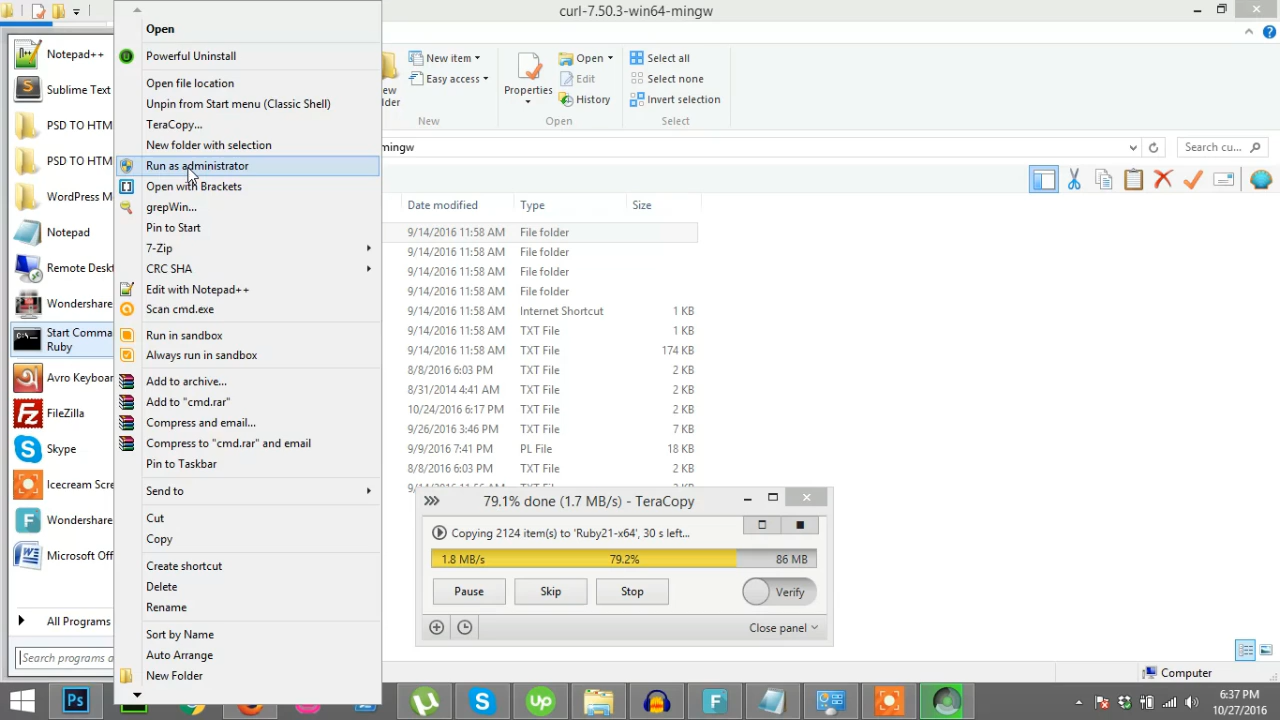 curl-7.50.3-win64-mingw
Notepad++
Sublime Text
PSD TO HTM
PSD TO HTM
WordPress M
Notepad
Remote Deskt
Wondershare
Start Comma
Ruby
Avro Keyboar
FileZilla
Skype
Icecream Scre
Wondershare
Microsoft Off
All Programs
Search programs a
Open
Powerful Uninstall
Open file location
Unpin from Start menu (Classic Shell)
TeraCopy...
New folder with selection
Run as administrator
Open with Brackets
grepWin...
Pin to Start
7-Zip
CRC SHA
Edit with Notepad++
Scan cmd.exe
Run in sandbox
Always run in sandbox
Add to archive...
Add to "cmd.rar"
Compress and email...
Compress to "cmd.rar" and email
Pin to Taskbar
Send to
Cut
Copy
Create shortcut
Delete
Rename
Sort by Name
Auto Arrange
New Folder
New item
Easy access
New
Properties
Open
Edit
History
Open
Select all
Select none
Invert selection
Select
mingw
Search cu...
Date modified Type Size
9/14/2016 11:58 AM File folder
9/14/2016 11:58 AM File folder
9/14/2016 11:58 AM File folder
9/14/2016 11:58 AM File folder
9/14/2016 11:58 AM Internet Shortcut 1 KB
9/14/2016 11:58 AM TXT File 1 KB
9/14/2016 11:58 AM TXT File 174 KB
8/8/2016 6:03 PM TXT File 2 KB
8/31/2014 4:41 AM TXT File 2 KB
10/24/2016 6:17 PM TXT File 2 KB
9/26/2016 3:46 PM TXT File 7 KB
9/9/2016 7:41 PM PL File 18 KB
8/8/2016 6:03 PM TXT File 2 KB
79.1% done (1.7 MB/s) - TeraCopy
Copying 2124 item(s) to 'Ruby21-x64', 30 s left...
1.8 MB/s 79.2% 86 MB
Pause Skip Stop Verify
Close panel
Computer
Ps
Up
F
6:37 PM
10/27/2016